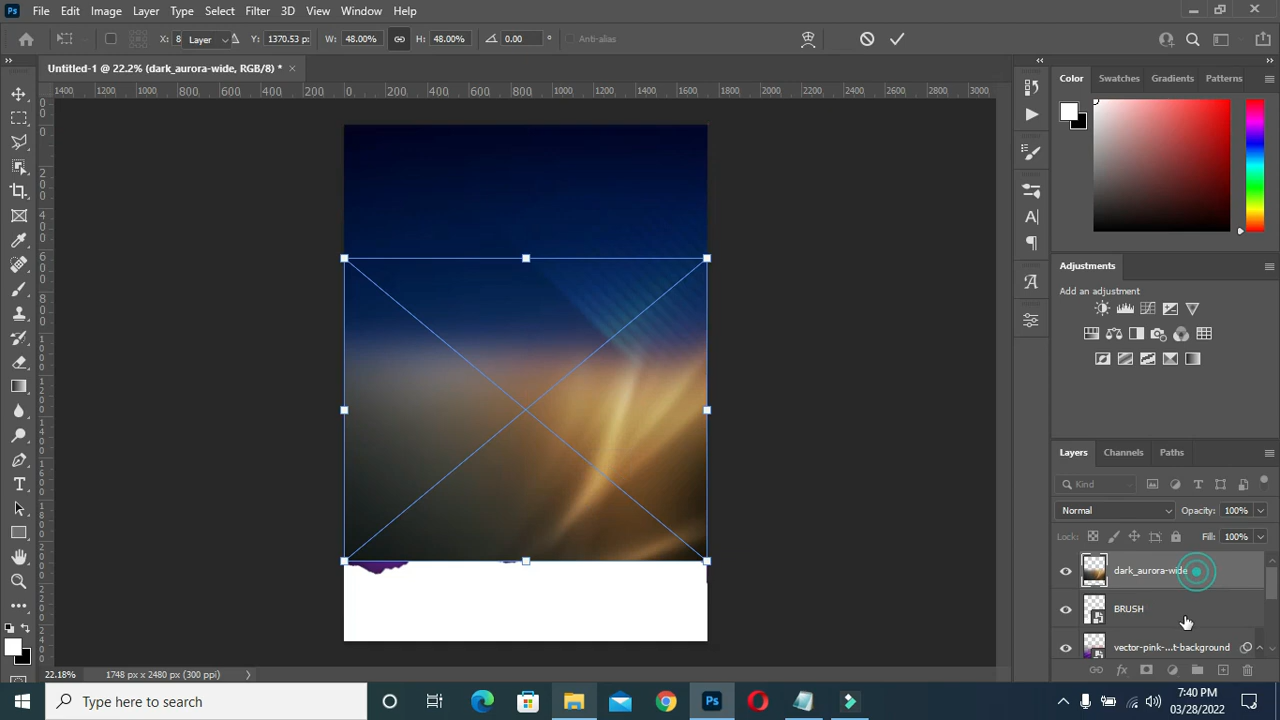 Ps File Edit Image Layer Type Select Filter 3D View Window Help
X: 8 Layer Y: 1370.53 px W: 48.00% H: 48.00% 0.00 ° Anti-alias
Untitled-1 @ 22.2% (dark_aurora-wide, RGB/8) * ×
1400 1200 1000 800 600 400 200 0 200 400 600 800 1000 1200 1400 1600 1800 2000 2200 2400 2600 2800 3000
Color Swatches Gradients Patterns
Adjustments
Add an adjustment
Layers Channels Paths
Kind
Normal Opacity: 100%
Lock: Fill: 100%
dark_aurora-wide
BRUSH
vector-pink-...t-background
22.18% 1748 px x 2480 px (300 ppi)
Type here to search
Ps
7:40 PM
03/28/2022